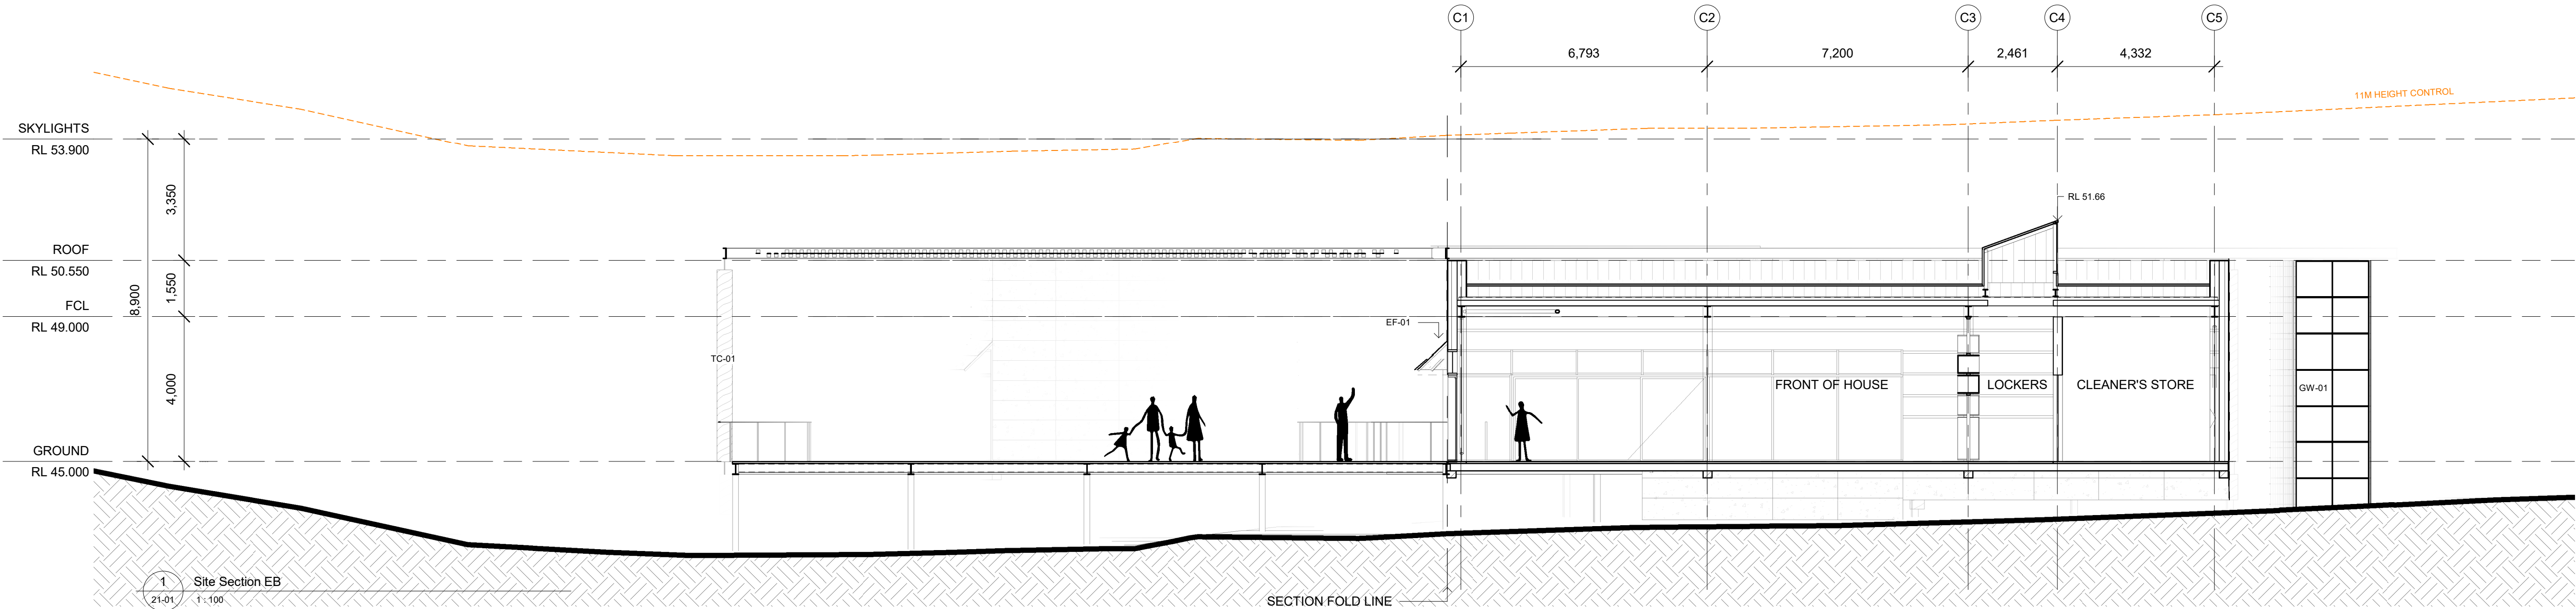 C1
C2
C3
C4
C5
6,793
7,200
2,461
4,332
11M HEIGHT CONTROL
SKYLIGHTS
RL 53.900
3,350
RL 51.66
ROOF
RL 50.550
1,550
8,900
FCL
RL 49.000
EF-01
TC-01
4,000
FRONT OF HOUSE
LOCKERS
CLEANER'S STORE
GW-01
GROUND
RL 45.000
1
21-01
Site Section EB
1 : 100
SECTION FOLD LINE